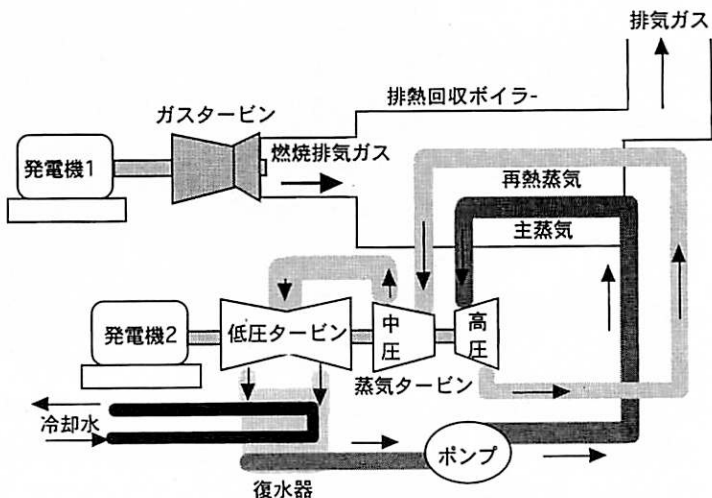 排気ガス
排熱回収ボイラー
ガスタービン
発電機1
燃焼排気ガス
再熱蒸気
主蒸気
発電機2
低圧タービン
中圧
高圧
蒸気タービン
冷却水
ポンプ
復水器